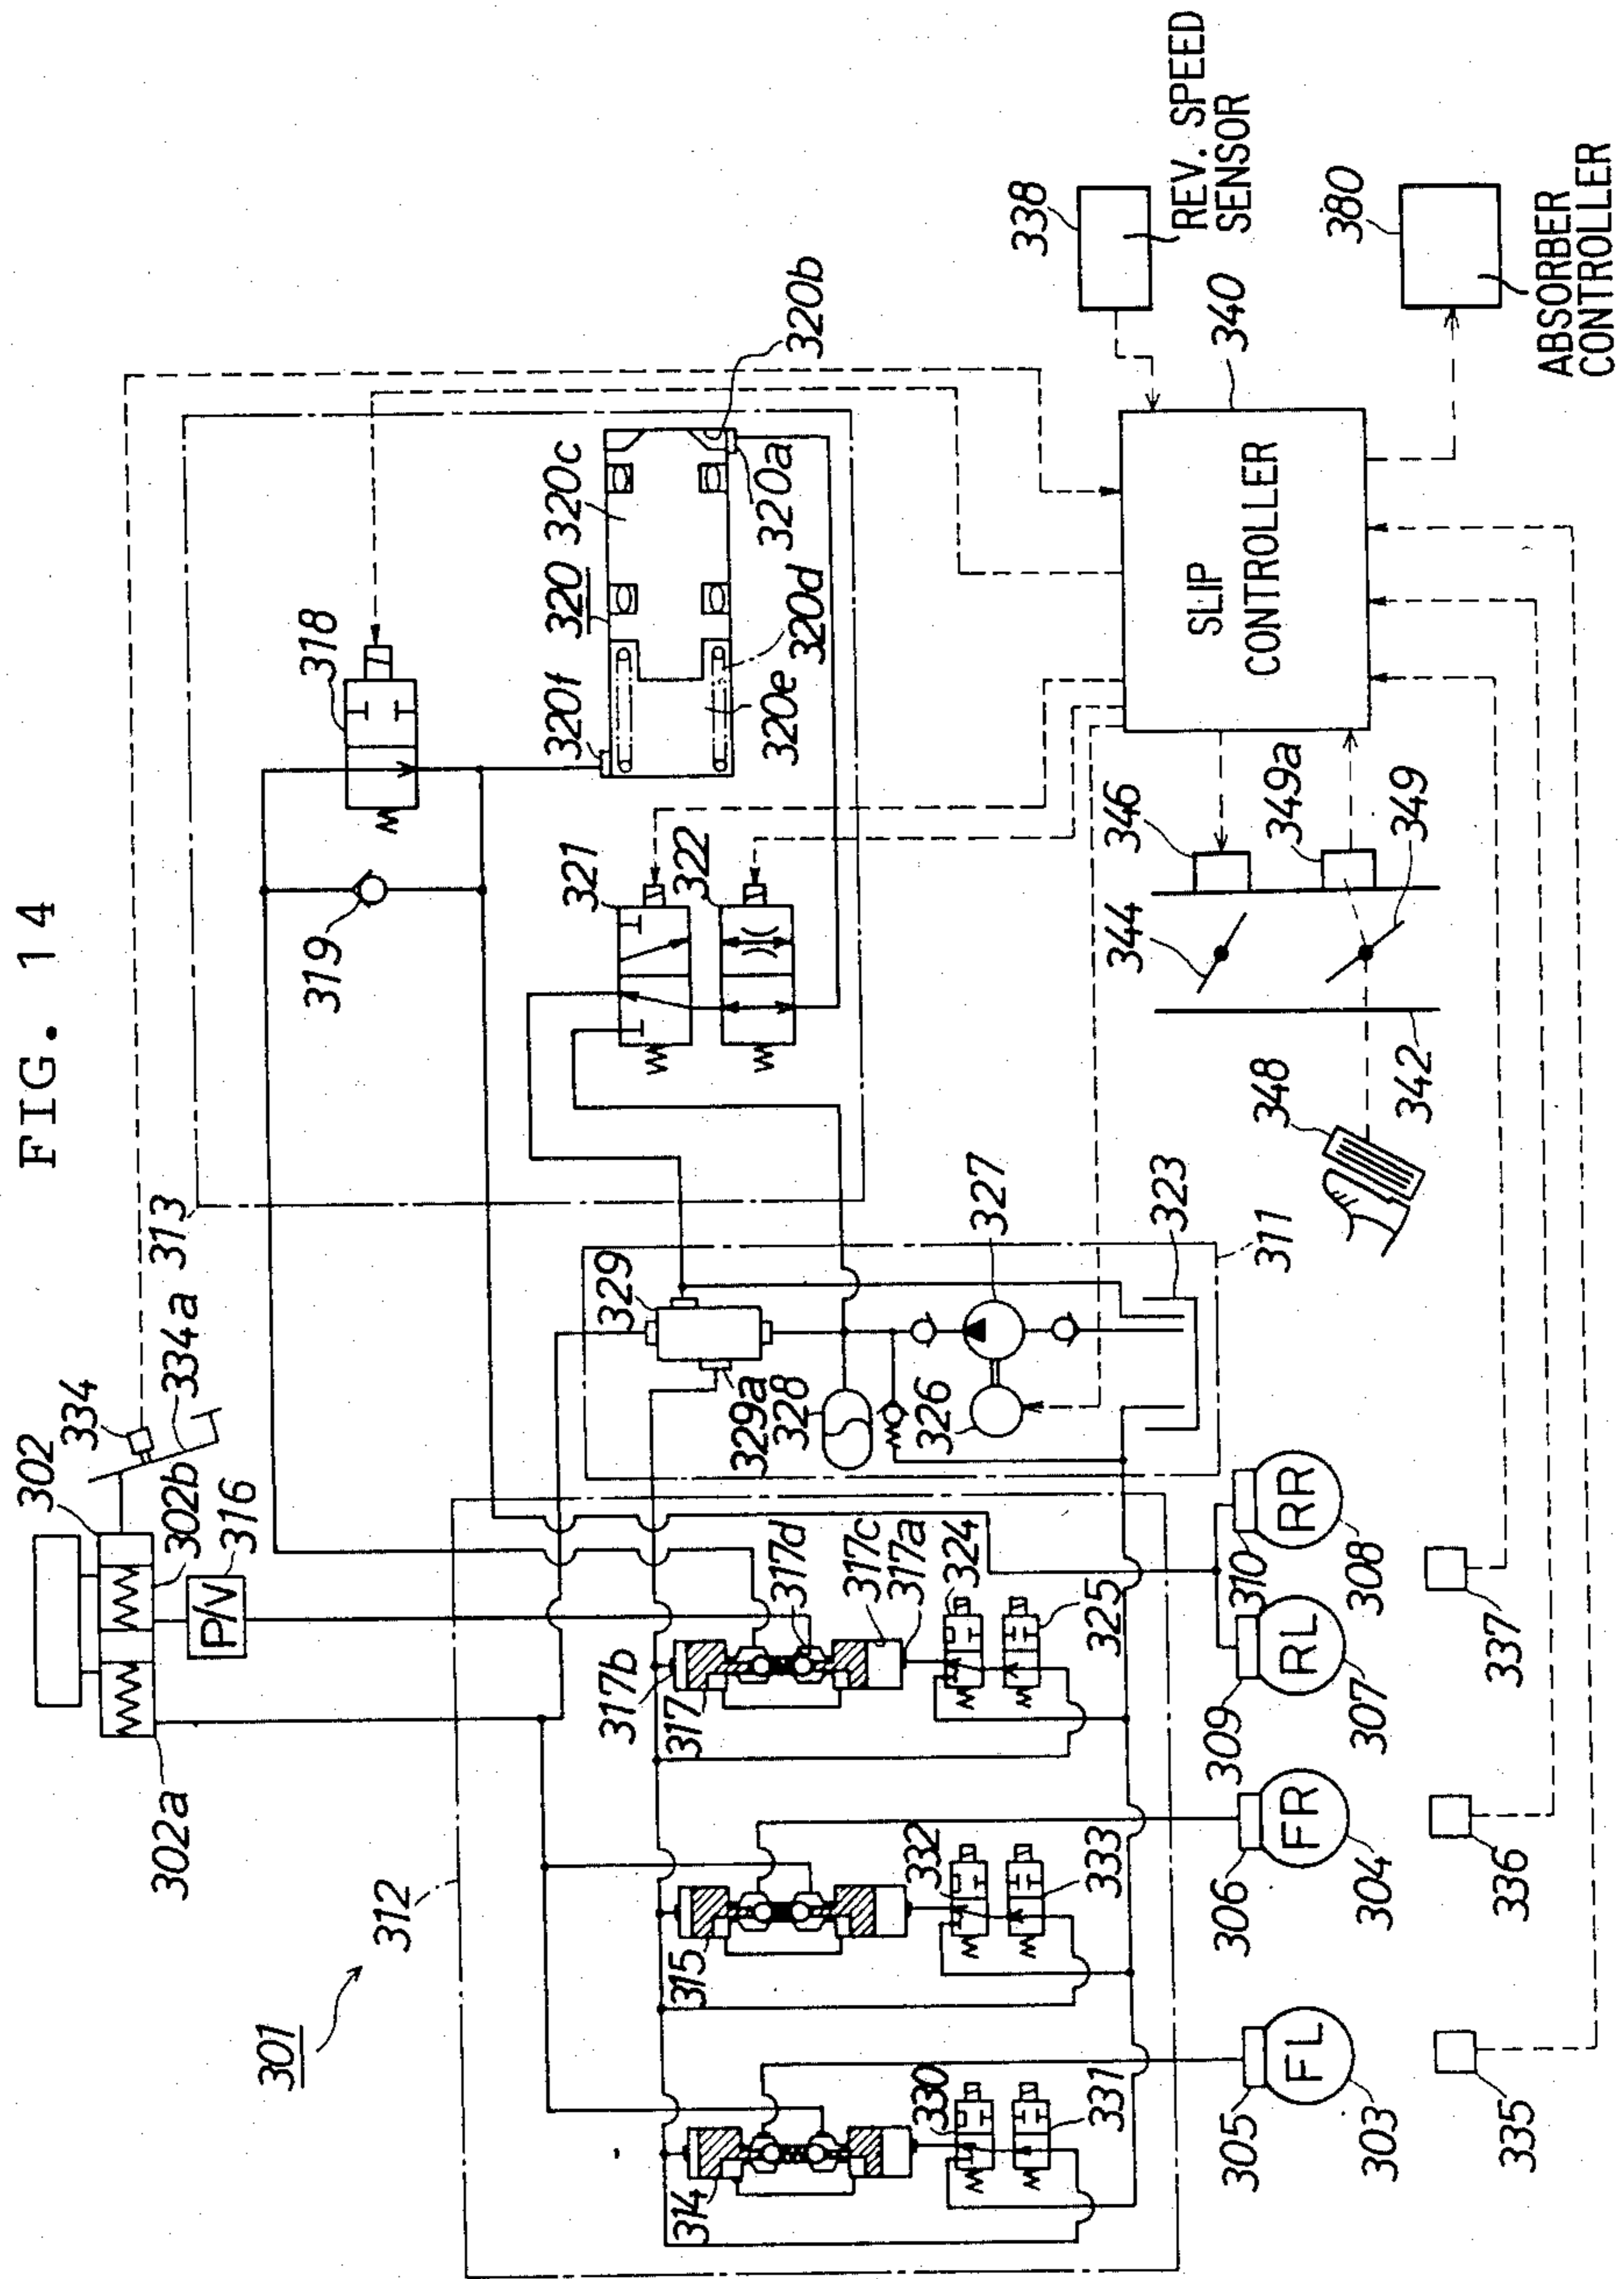 FIG. 14
301
302
302a
302b
P/V
316
334
334a
313
312
318
319
320
320a
320b
320c
320d
320e
320f
321
322
329
329a
328
327
326
323
311
317b
317
317d
317c
317a
324
325
315
332
333
314
330
331
338
REV. SPEED
SENSOR
380
ABSORBER
CONTROLLER
340
SLIP
CONTROLLER
346
349a
344
349
348
342
RR
310
308
RL
309
307
FR
306
304
FL
305
303
337
336
335